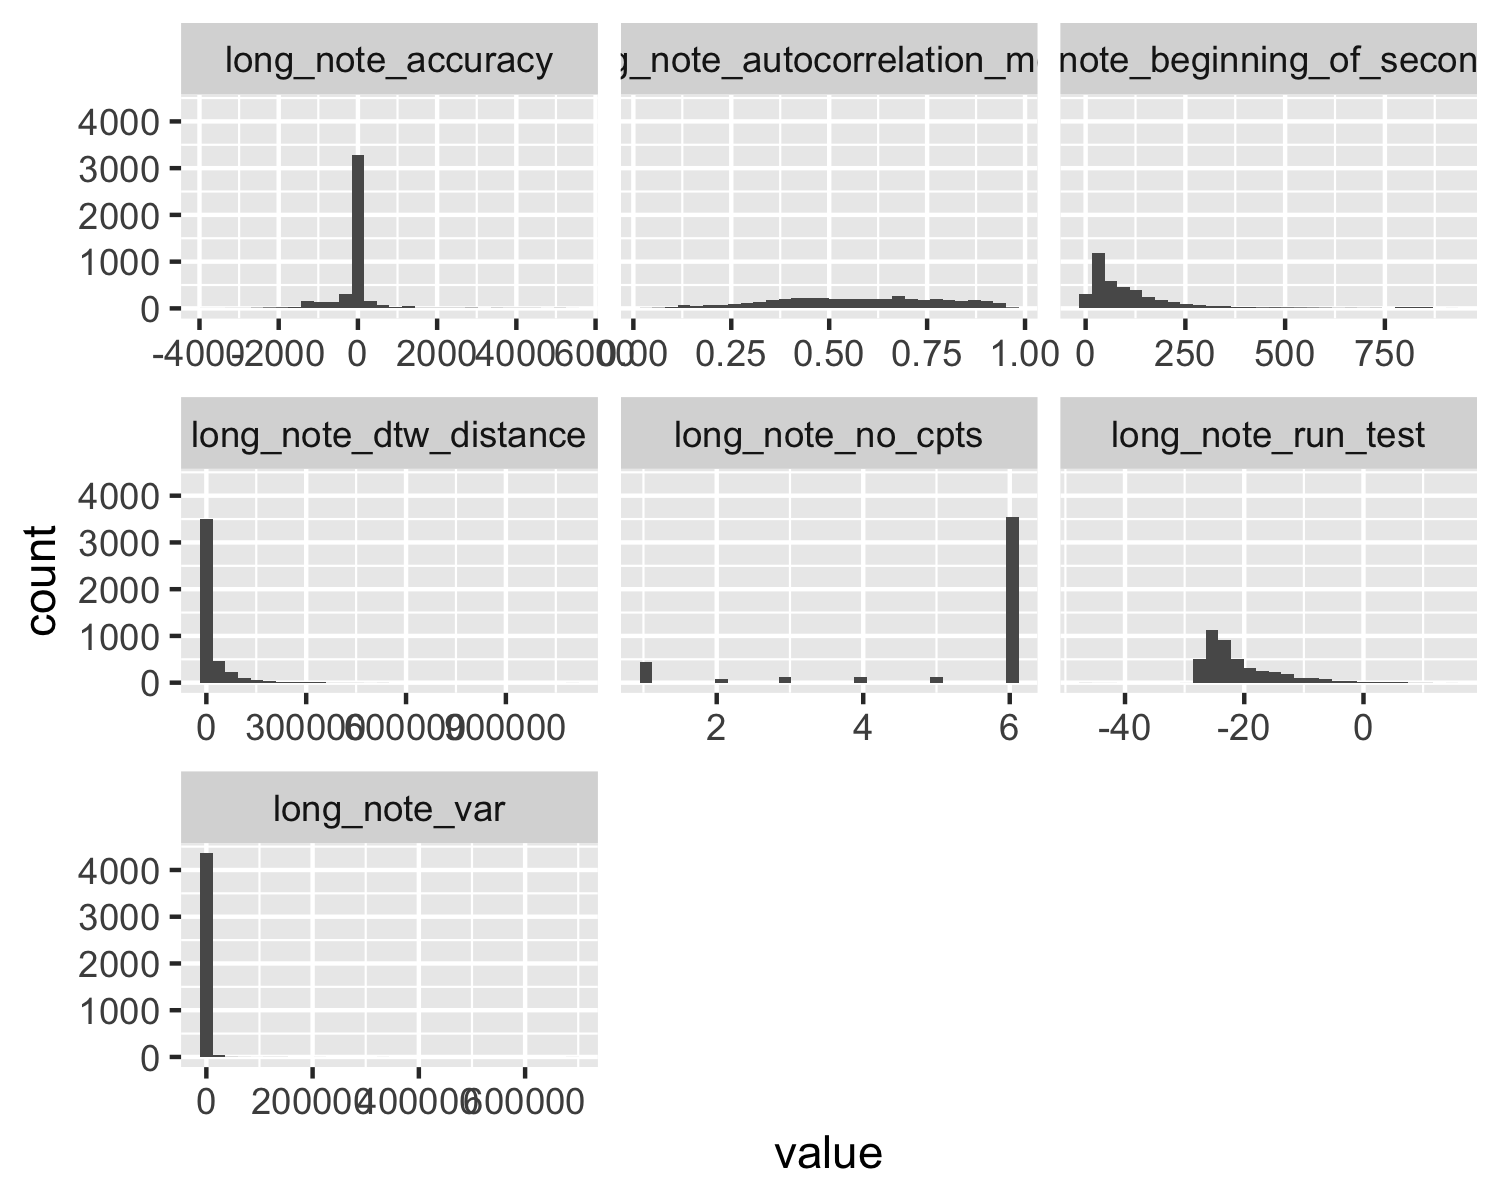 long_note_accuracy
g_note_autocorrelation_m
note_beginning_of_secon
count
4000
3000
2000
1000
0
-4000 -2000 0 2000 4000 6000
0.00 0.25 0.50 0.75 1.00
0 250 500 750
long_note_dtw_distance
long_note_no_cpts
long_note_run_test
4000
3000
2000
1000
0
0 300000 600000 900000
2 4 6
-40 -20 0
long_note_var
4000
3000
2000
1000
0
0 200000 400000 600000
value